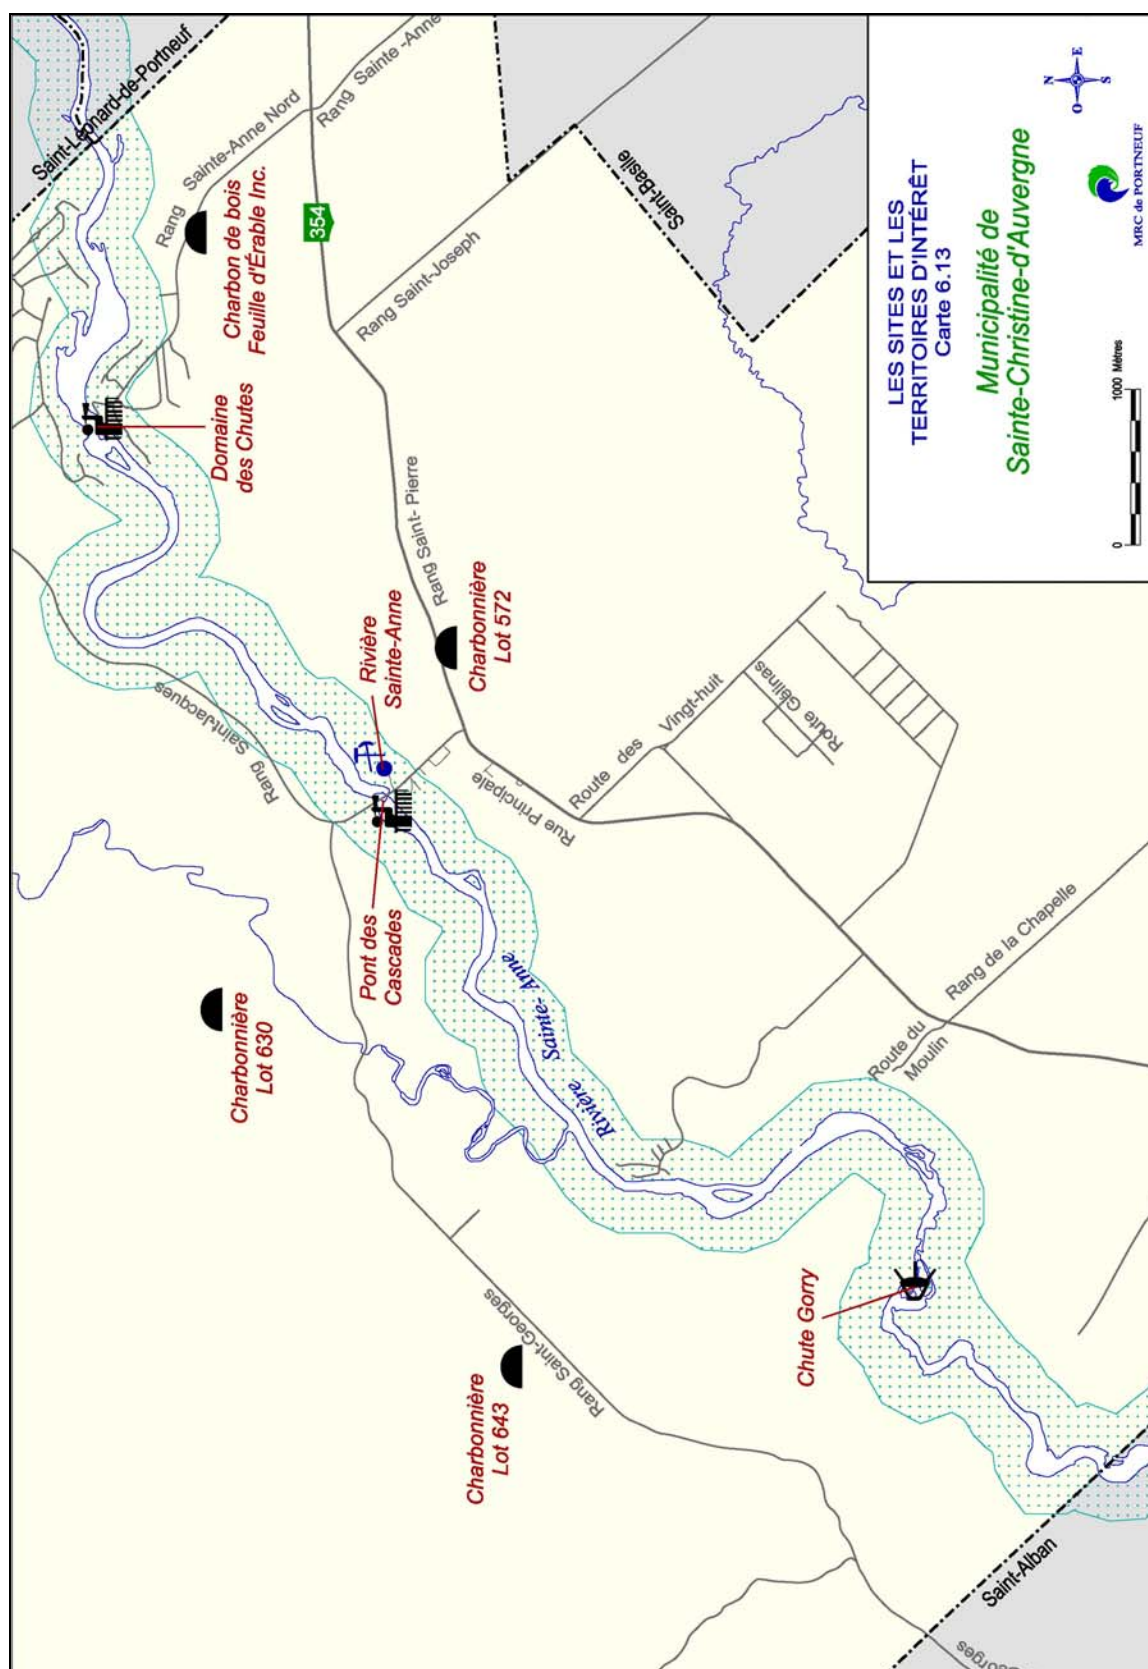 Saint-Léonard-de-Portneuf
Rang Sainte-Anne Nord
Rang Sainte -Anne
Charbon de bois
Feuille d'Érable Inc.
354
Rang Saint-Joseph
Saint-Basile
Domaine
des Chutes
Rang Saint- Pierre
Charbonnière
Lot 572
Rivière
Sainte-Anne
Rang Saint-Jacques
Pont des
Cascades
Rue Principale
Route des Vingt-huit
Route Gélinas
Charbonnière
Lot 630
Rivière Sainte- Anne
Rang de la Chapelle
Route du
Moulin
Chute Gorry
Rang Saint-Georges
Charbonnière
Lot 643
Saint-Alban
LES SITES ET LES
TERRITOIRES D'INTÉRÊT
Carte 6.13
Municipalité de
Sainte-Christine-d'Auvergne
0 1000 Mètres
N
E
S
O
MRC de PORTNEUF